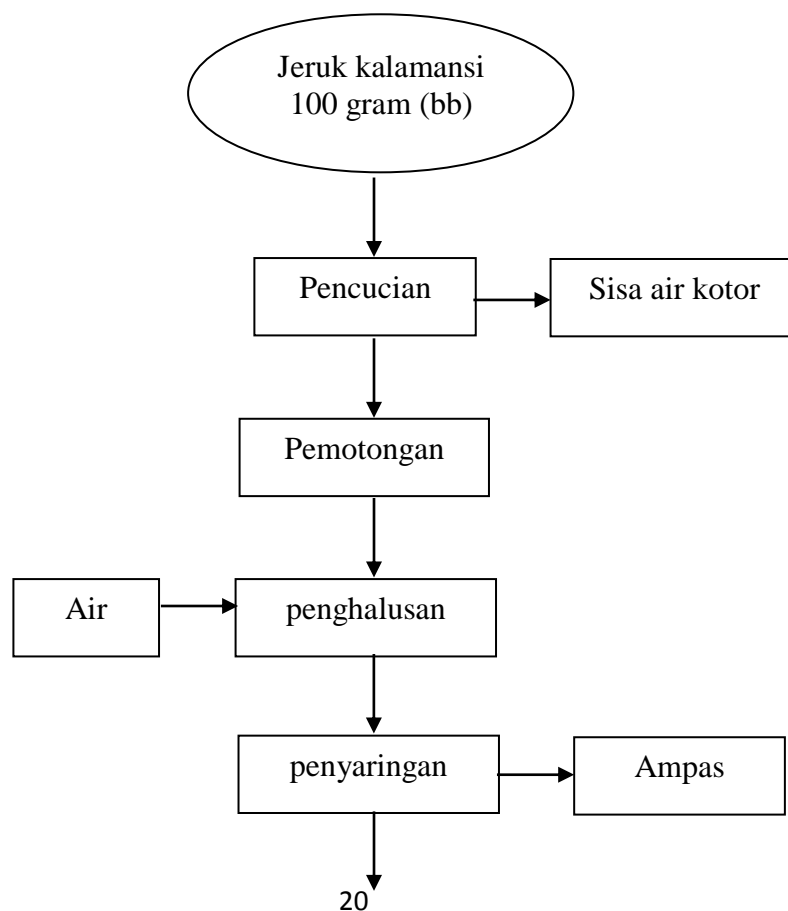 Jeruk kalamansi
100 gram (bb)
Pencucian
Sisa air kotor
Pemotongan
Air
penghalusan
penyaringan
Ampas
20